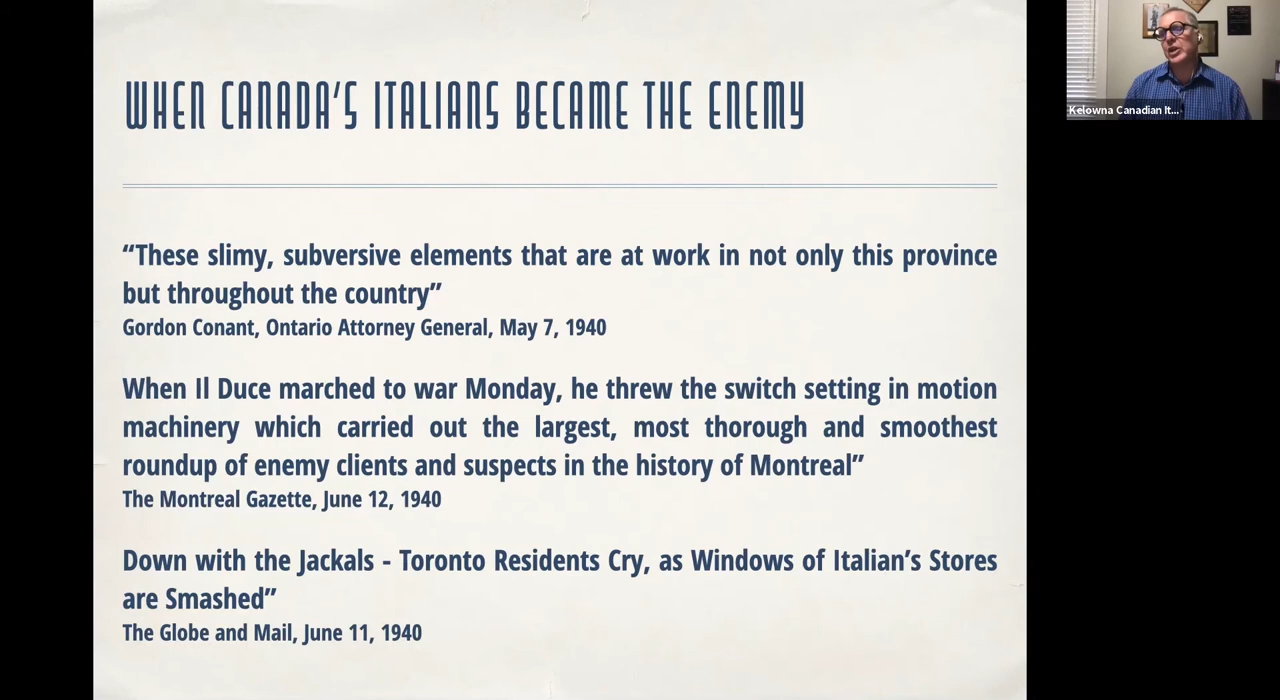 WHEN CANADA'S ITALIANS BECAME THE ENEMY
“These slimy, subversive elements that are at work in not only this province
but throughout the country”
Gordon Conant, Ontario Attorney General, May 7, 1940
When Il Duce marched to war Monday, he threw the switch setting in motion
machinery which carried out the largest, most thorough and smoothest
roundup of enemy clients and suspects in the history of Montreal”
The Montreal Gazette, June 12, 1940
Down with the Jackals - Toronto Residents Cry, as Windows of Italian’s Stores
are Smashed”
The Globe and Mail, June 11, 1940
Kelowna Canadian It...